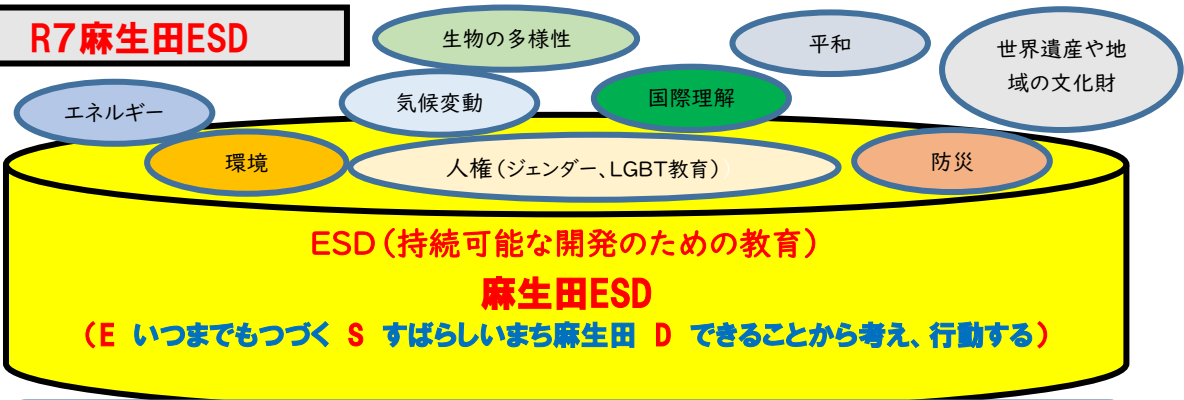 R7麻生田ESD
生物の多様性
平和
世界遺産や地
域の文化財
エネルギー
気候変動
国際理解
環境
人権(ジェンダー、LGBT教育)
防災
ESD(持続可能な開発のための教育)
麻生田ESD
(E いつまでもつづく S すばらしいまち麻生田 D できることから考え、行動する)